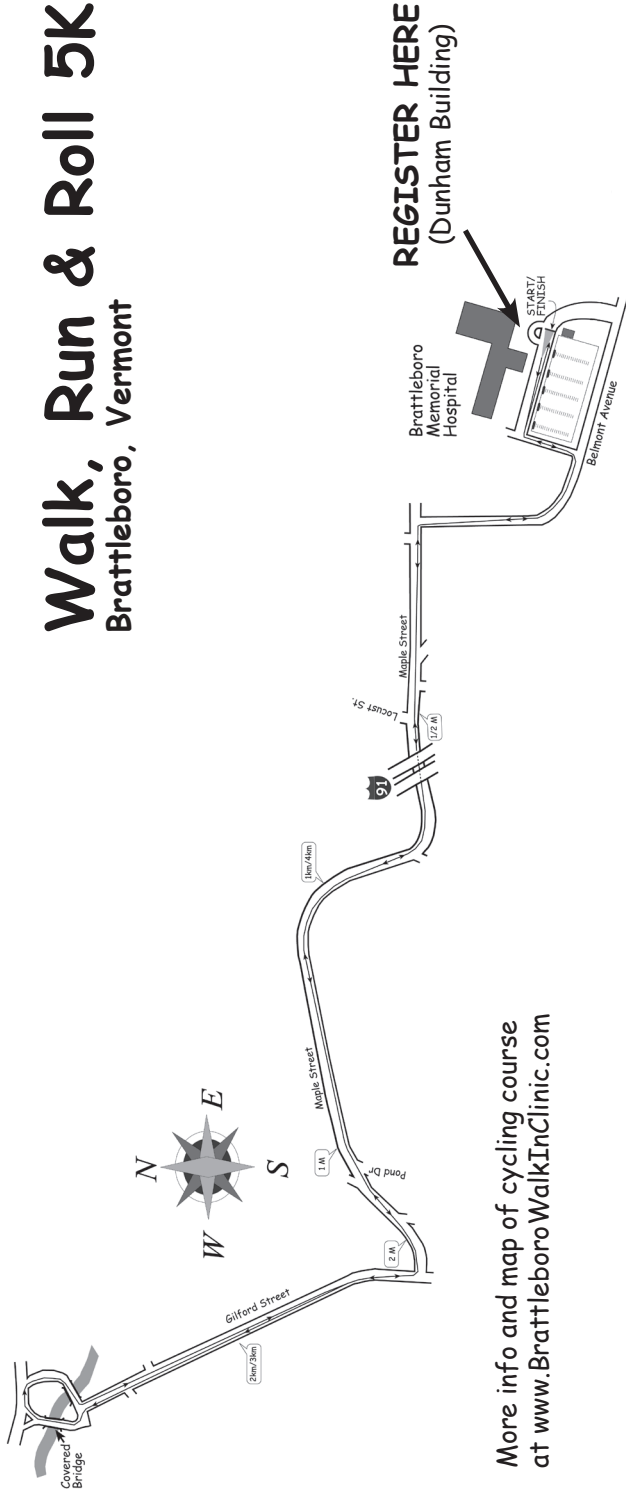 Walk, Run & Roll 5K
Brattleboro, Vermont
REGISTER HERE
(Dunham Building)
Brattleboro
Memorial
Hospital
START/
FINISH
Belmont Avenue
Maple Street
Locust St.
1/2 M
91
1km/4km
Maple Street
1 M
Pond Dr
2 M
Gilford Street
2km/3km
Covered
Bridge
N
E
S
W
More info and map of cycling course
at www.BrattleboroWalkInClinic.com